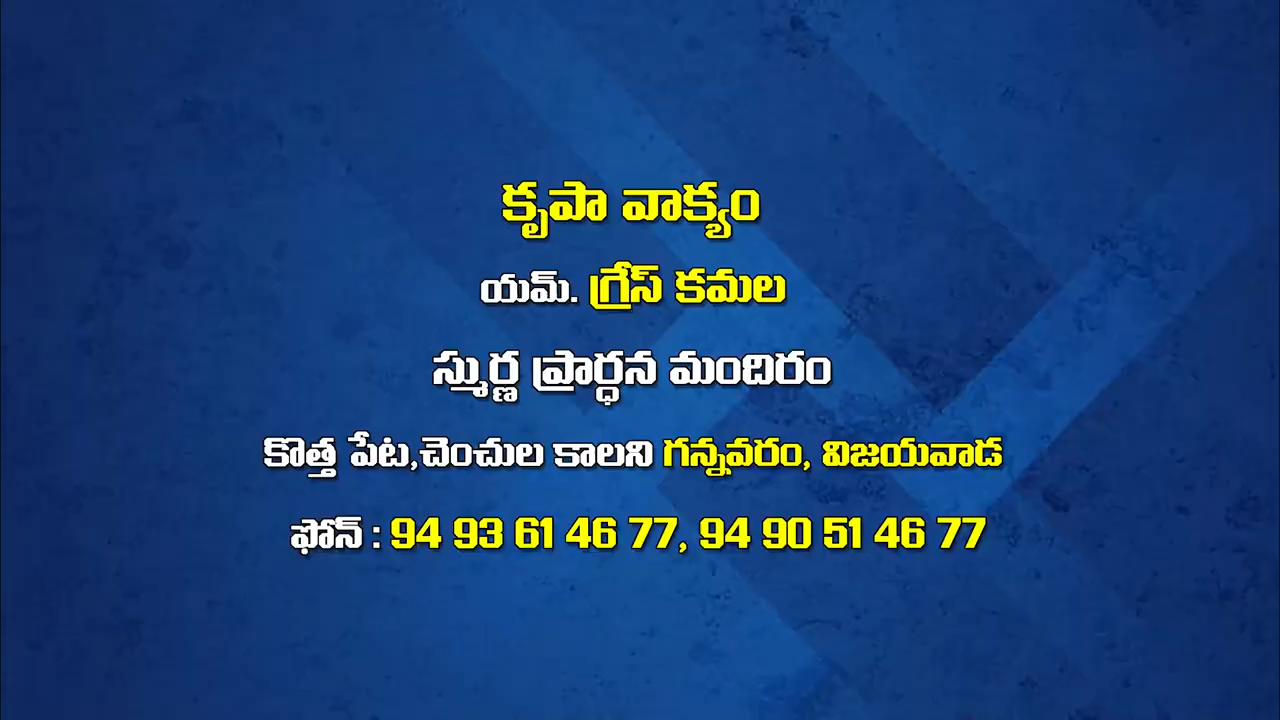 కృపా వాక్యం
యమ్. గ్రేస్ కమల
స్ముర్ణ ప్రార్ధన మందిరం
కొత్త పేట,చెంచుల కాలని గన్నవరం, విజయవాడ
ఫోన్ : 94 93 61 46 77, 94 90 51 46 77